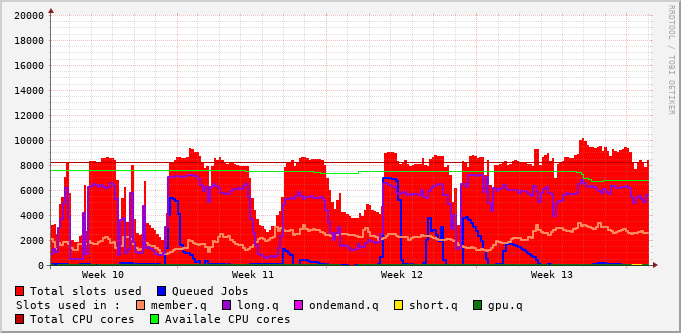 20000
18000
16000
14000
12000
10000
8000
6000
4000
2000
0
Week 10 Week 11 Week 12 Week 13
RRDTOOL / TOBI OETIKER
Total slots used Queued Jobs
Slots used in : member.q long.q ondemand.q short.q gpu.q
Total CPU cores Availale CPU cores